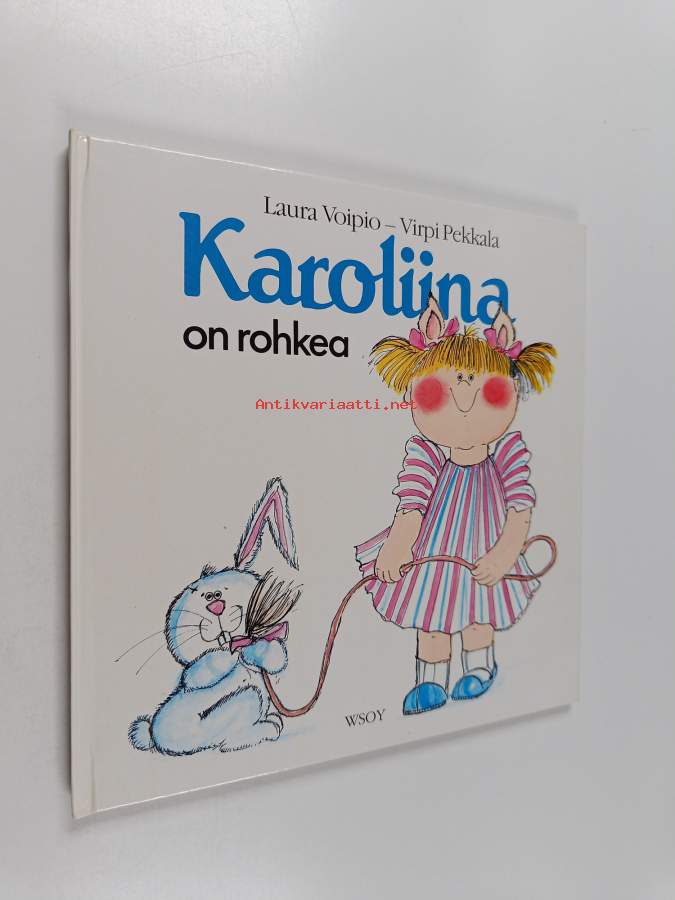 Laura Voipio – Virpi Pekkala
Karoliina
on rohkea
Antikvariaatti.net
WSOY